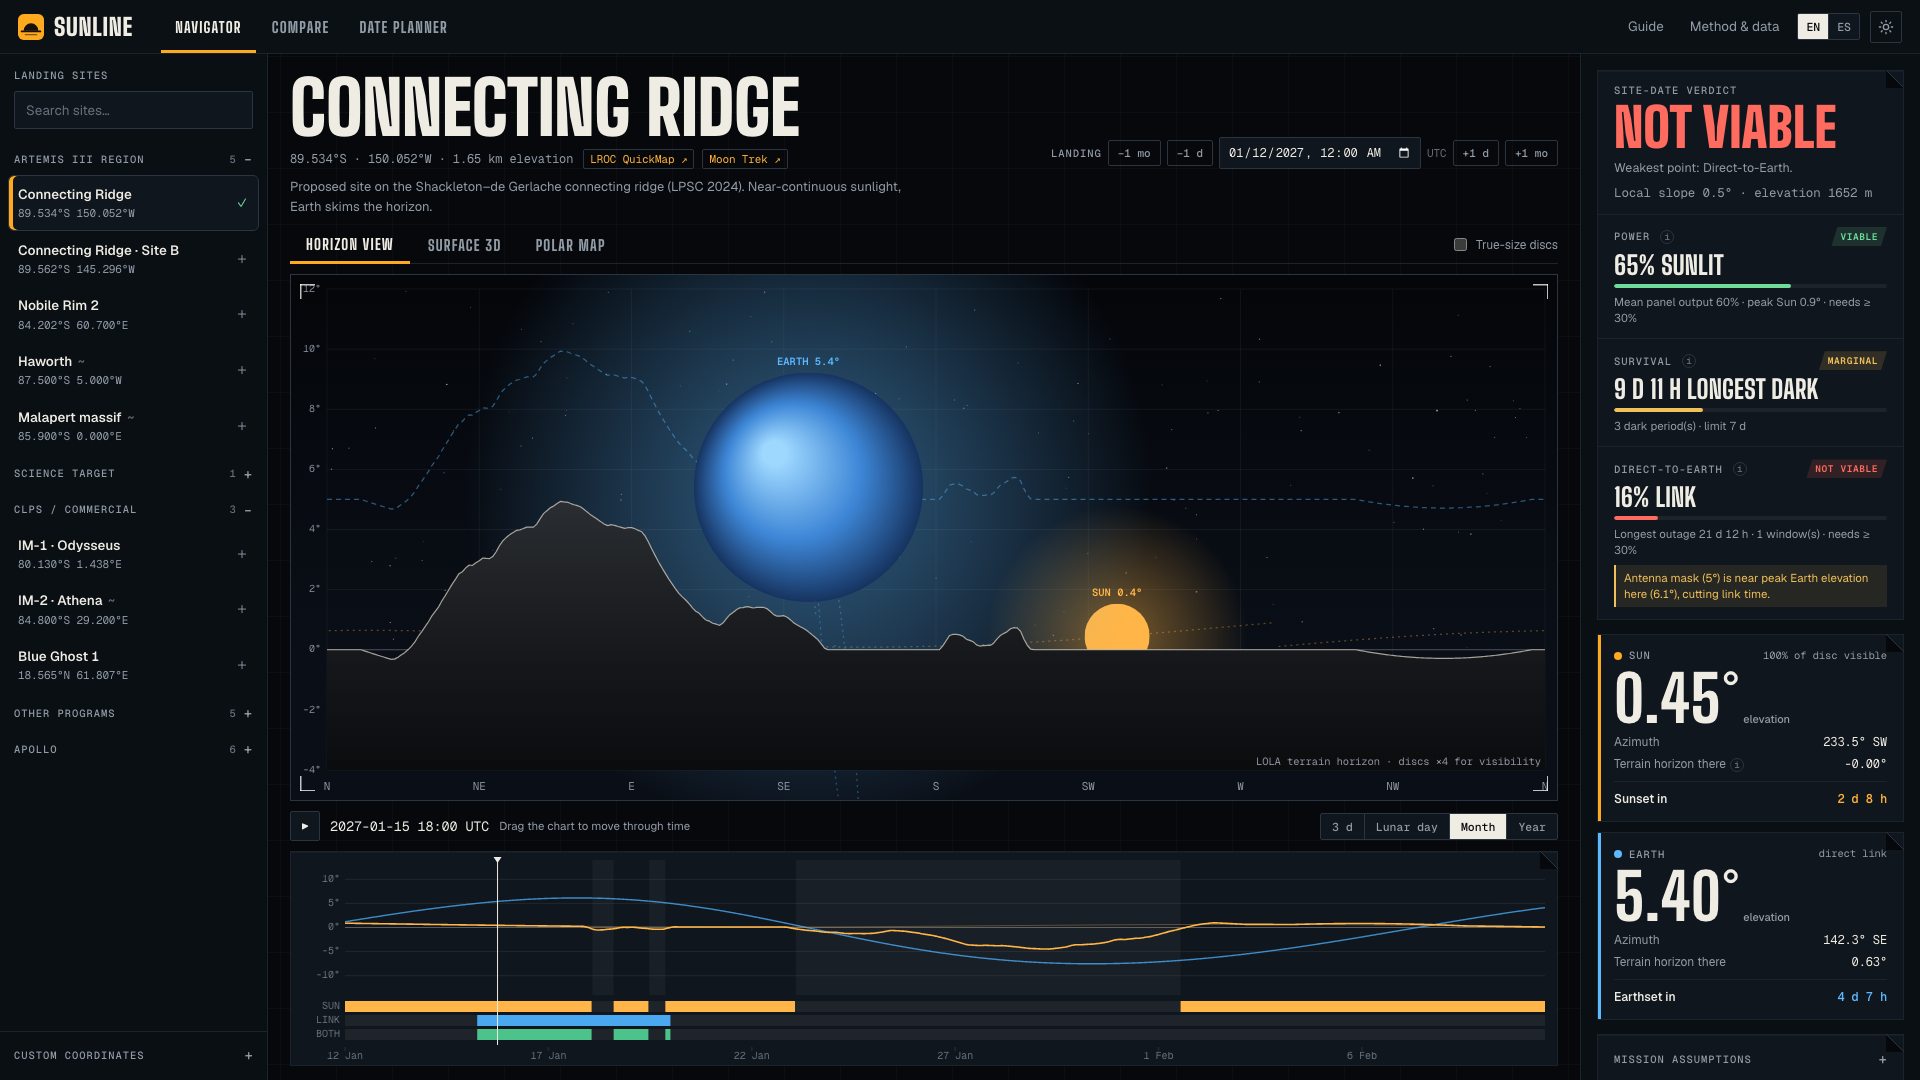 SUNLINE
NAVIGATOR
COMPARE
DATE PLANNER
Guide
Method & data
EN
ES
LANDING SITES
Search sites…
ARTEMIS III REGION 5 −
Connecting Ridge
89.534°S 150.052°W
✓
Connecting Ridge · Site B
89.562°S 145.296°W
+
Nobile Rim 2
84.202°S 60.700°E
+
Haworth ~
87.500°S 5.000°W
+
Malapert massif ~
85.900°S 0.000°E
+
SCIENCE TARGET 1 +
CLPS / COMMERCIAL 3 −
IM-1 · Odysseus
80.130°S 1.438°E
+
IM-2 · Athena ~
84.800°S 29.200°E
+
Blue Ghost 1
18.565°N 61.807°E
+
OTHER PROGRAMS 5 +
APOLLO 6 +
CUSTOM COORDINATES +
CONNECTING RIDGE
89.534°S · 150.052°W · 1.65 km elevation
LROC QuickMap ↗
Moon Trek ↗
Proposed site on the Shackleton–de Gerlache connecting ridge (LPSC 2024). Near-continuous sunlight,
Earth skims the horizon.
LANDING
−1 mo
−1 d
01/12/2027, 12:00 AM
UTC
+1 d
+1 mo
HORIZON VIEW
SURFACE 3D
POLAR MAP
True-size discs
12°
10°
8°
6°
4°
2°
0°
-2°
-4°
EARTH 5.4°
SUN 0.4°
LOLA terrain horizon · discs ×4 for visibility
N NE E SE S SW W NW N
2027-01-15 18:00 UTC
Drag the chart to move through time
3 d
Lunar day
Month
Year
10°
5°
0°
-5°
-10°
SUN
LINK
BOTH
12 Jan 17 Jan 22 Jan 27 Jan 1 Feb 6 Feb
SITE-DATE VERDICT
NOT VIABLE
Weakest point: Direct-to-Earth.
Local slope 0.5° · elevation 1652 m
POWER i VIABLE
65% SUNLIT
Mean panel output 60% · peak Sun 0.9° · needs ≥
30%
SURVIVAL i MARGINAL
9 D 11 H LONGEST DARK
3 dark period(s) · limit 7 d
DIRECT-TO-EARTH i NOT VIABLE
16% LINK
Longest outage 21 d 12 h · 1 window(s) · needs ≥
30%
Antenna mask (5°) is near peak Earth elevation
here (6.1°), cutting link time.
SUN 100% of disc visible
0.45° elevation
Azimuth 233.5° SW
Terrain horizon there i -0.00°
Sunset in 2 d 8 h
EARTH direct link
5.40° elevation
Azimuth 142.3° SE
Terrain horizon there 0.63°
Earthset in 4 d 7 h
MISSION ASSUMPTIONS +